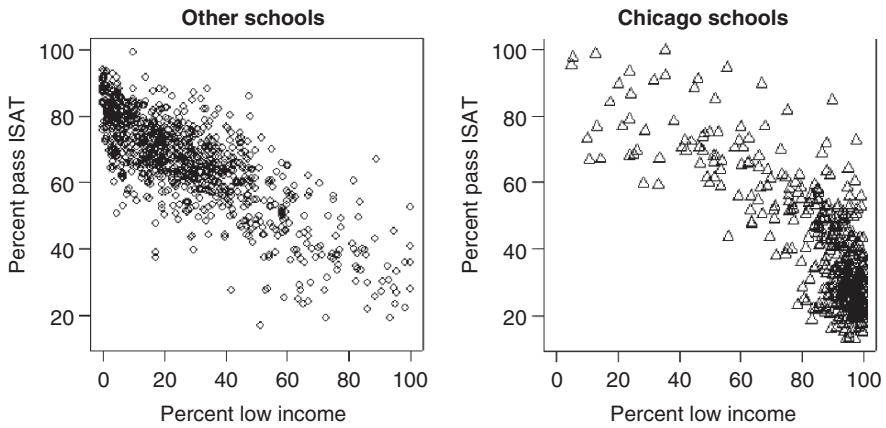 Other schools
Percent pass ISAT
100
80
60
40
20
0 20 40 60 80 100
Percent low income
Chicago schools
Percent pass ISAT
100
80
60
40
20
0 20 40 60 80 100
Percent low income